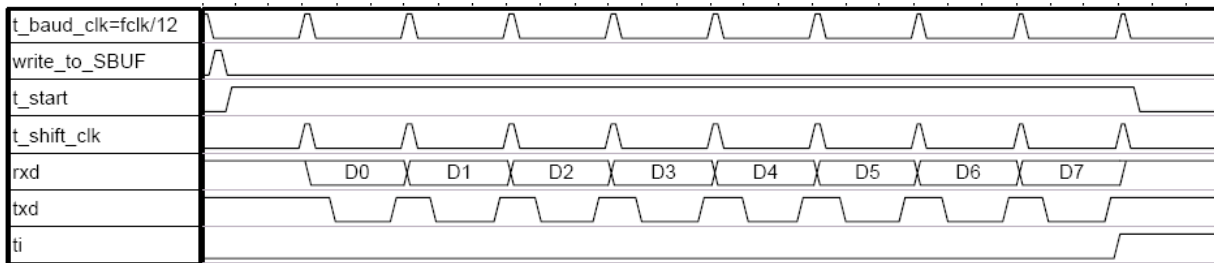 t_baud_clk=fclk/12
write_to_SBUF
t_start
t_shift_clk
rxd D0 D1 D2 D3 D4 D5 D6 D7
txd
ti